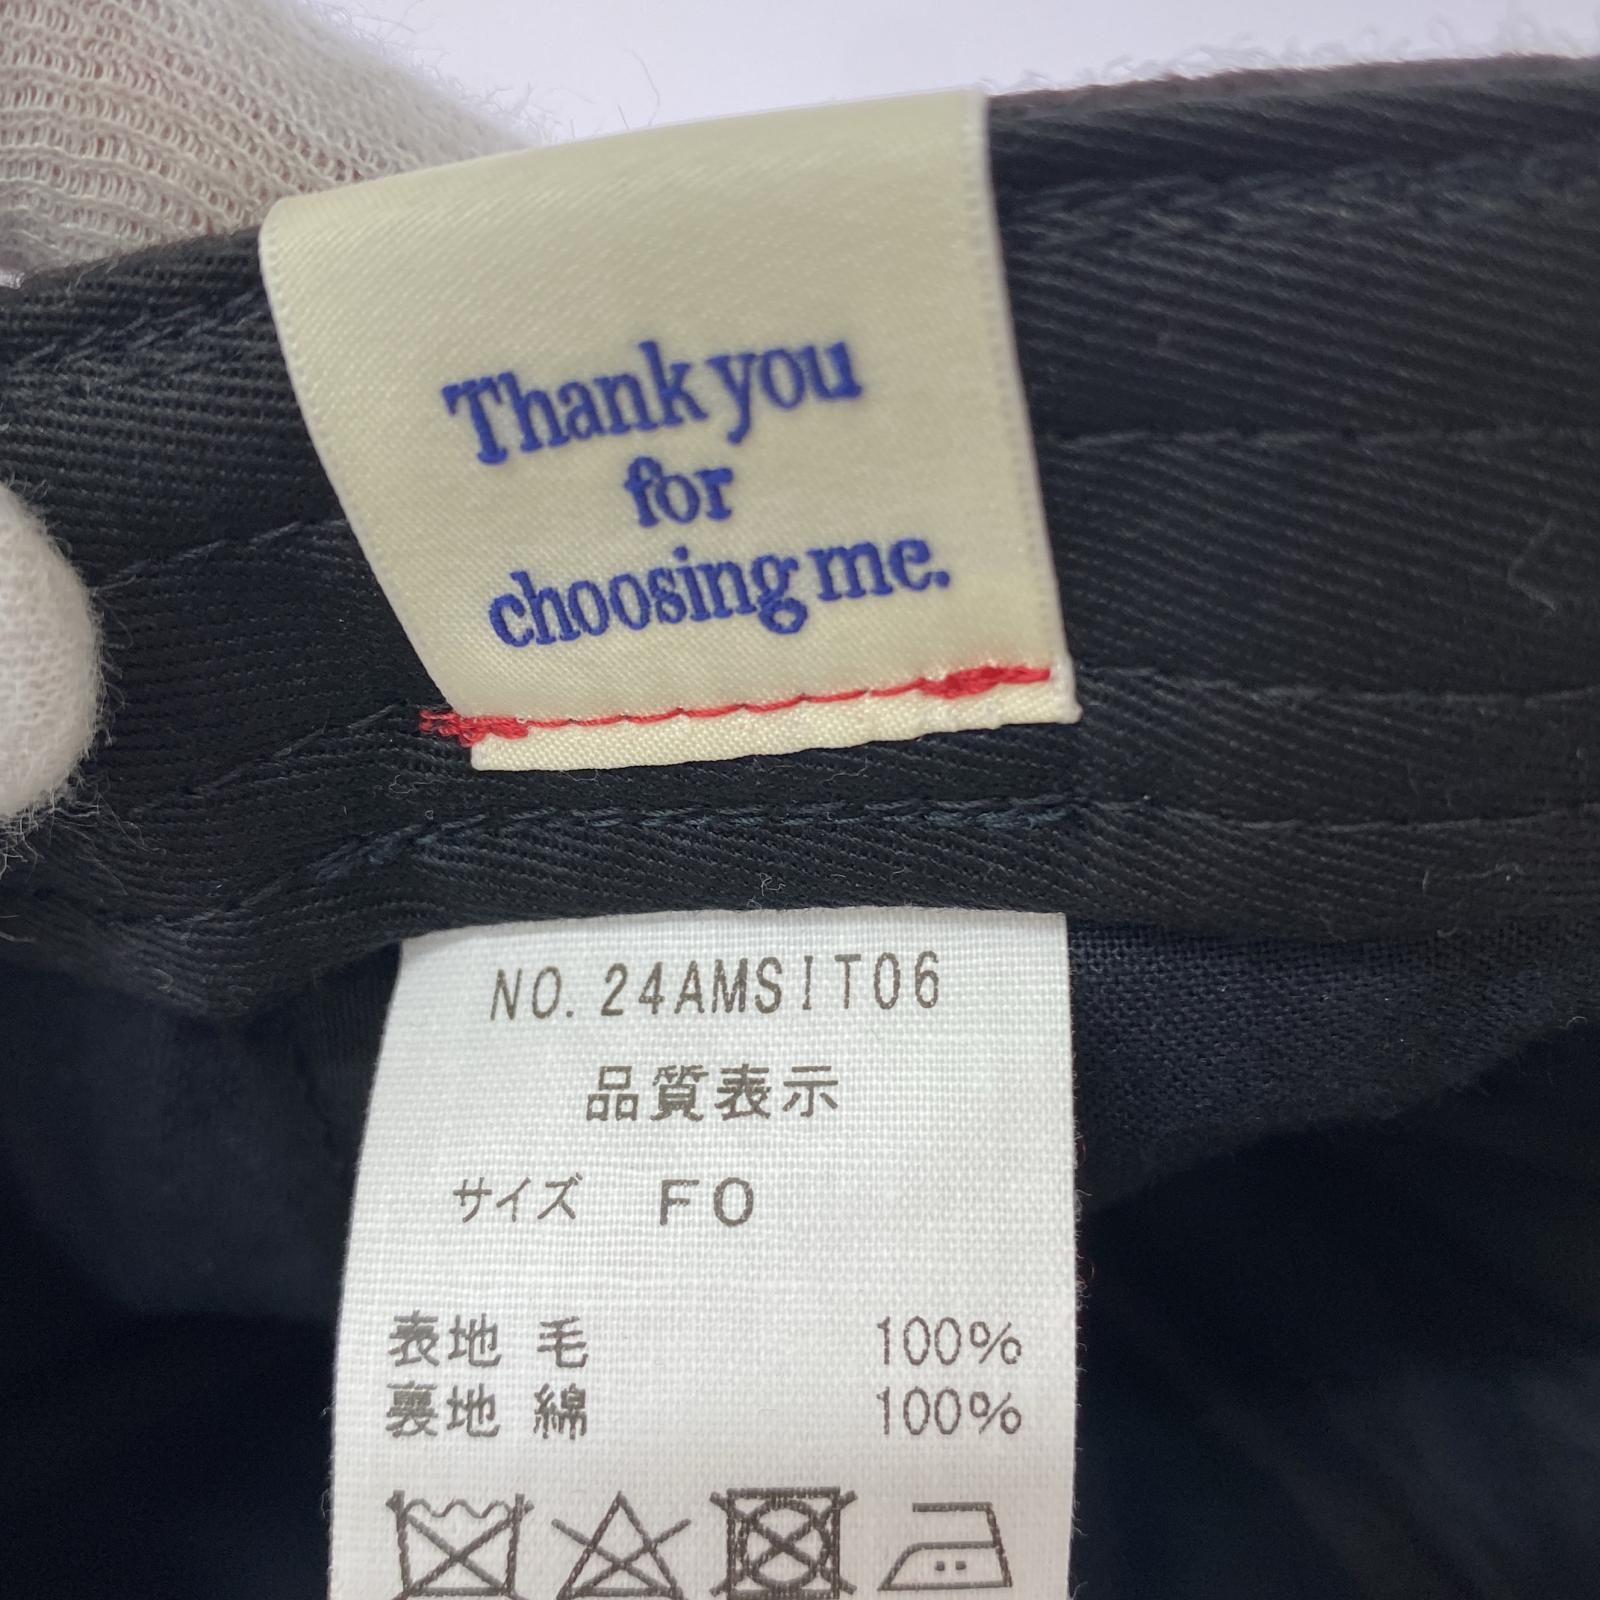 Thank you
for
choosing me.
NO. 24AMSIT06
品質表示
サイズ FO
表地 毛 100%
裏地 綿 100%